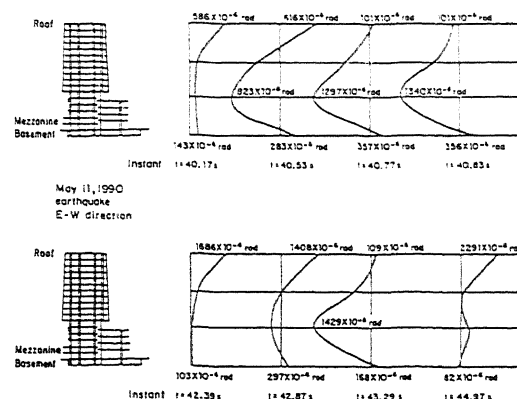 Roof
586X10⁻⁶ rad
616X10⁻⁶ rad
101X10⁻⁶ rad
101X10⁻⁶ rad
823X10⁻⁶ rad
1297X10⁻⁶ rad
1340X10⁻⁶ rad
Mezzanine
Basement
143X10⁻⁶ rad
283X10⁻⁶ rad
357X10⁻⁶ rad
356X10⁻⁶ rad
Instant
t=40.17s
t=40.53s
t=40.77s
t=40.83s
May 11,1990
earthquake
E-W direction
Roof
1686X10⁻⁶ rad
1408X10⁻⁶ rad
109X10⁻⁶ rad
2291X10⁻⁶ rad
1429X10⁻⁶ rad
Mezzanine
Basement
103X10⁻⁶ rad
297X10⁻⁶ rad
168X10⁻⁶ rad
82X10⁻⁶ rad
Instant
t=42.39s
t=42.87s
t=43.29s
t=44.97s